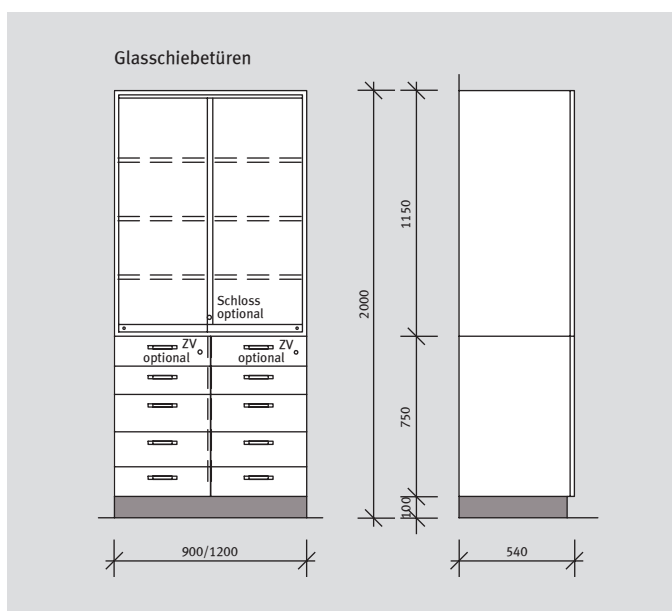 Glasschiebetüren
Schloss
optional
ZV
optional
ZV
optional
2000
1150
750
100
900/1200
540